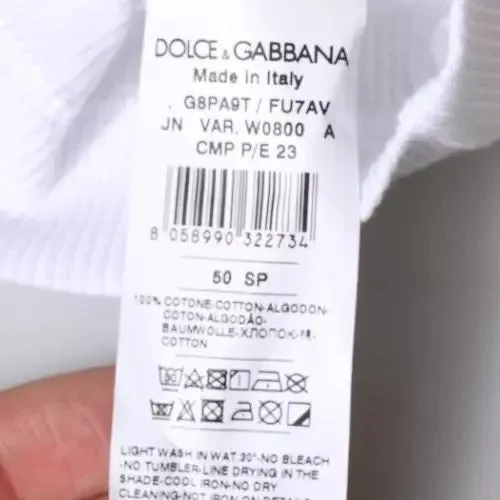 DOLCE & GABBANA
Made in Italy
. G8PA9T / FU7AV
JN VAR. W0800 A
CMP P/E 23
8 058990 322734
50 SP
100% COTONE-COTTON-ALGODON-
COTON-ALGODÃO-
BAUMWOLLE-ХЛОПОК-棉-
COTTON
LIGHT WASH IN WAT.30°-NO BLEACH
-NO TUMBLER-LINE DRYING IN THE
SHADE-COOL IRON-NO DRY
CLEANING-NOT IRON ON DETAILS